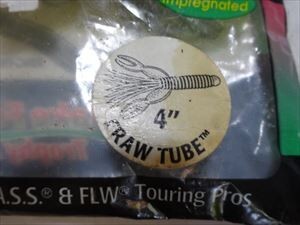 impregnated
4"
CRAW TUBE™
A.S.S.® & FLW® Touring Pros